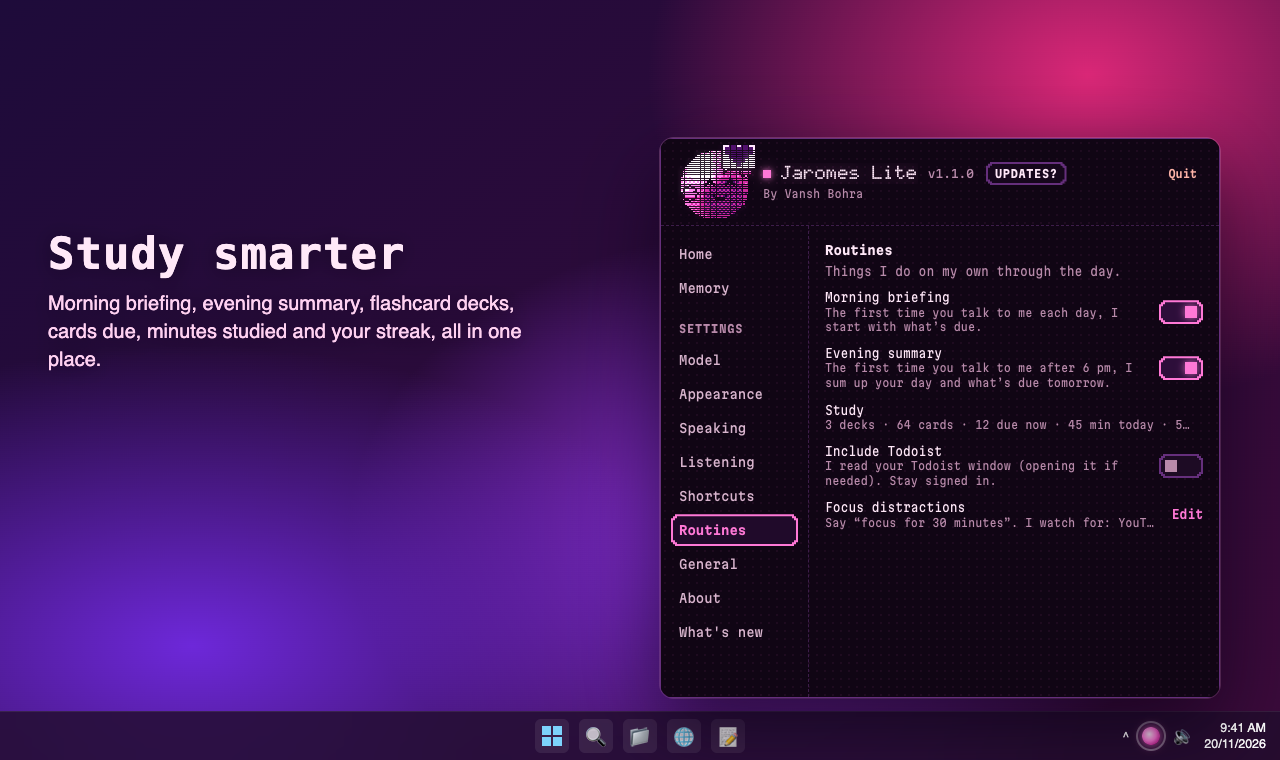 Study smarter
Morning briefing, evening summary, flashcard decks,
cards due, minutes studied and your streak, all in one
place.
Jaromes Lite v1.1.0 UPDATES? Quit
By Vansh Bohra
Home
Memory
SETTINGS
Model
Appearance
Speaking
Listening
Shortcuts
Routines
General
About
What's new
Routines
Things I do on my own through the day.
Morning briefing
The first time you talk to me each day, I
start with what's due.
Evening summary
The first time you talk to me after 6 pm, I
sum up your day and what's due tomorrow.
Study
3 decks · 64 cards · 12 due now · 45 min today · 5…
Include Todoist
I read your Todoist window (opening it if
needed). Stay signed in.
Focus distractions
Say “focus for 30 minutes”. I watch for: YouT…
Edit
9:41 AM
20/11/2026